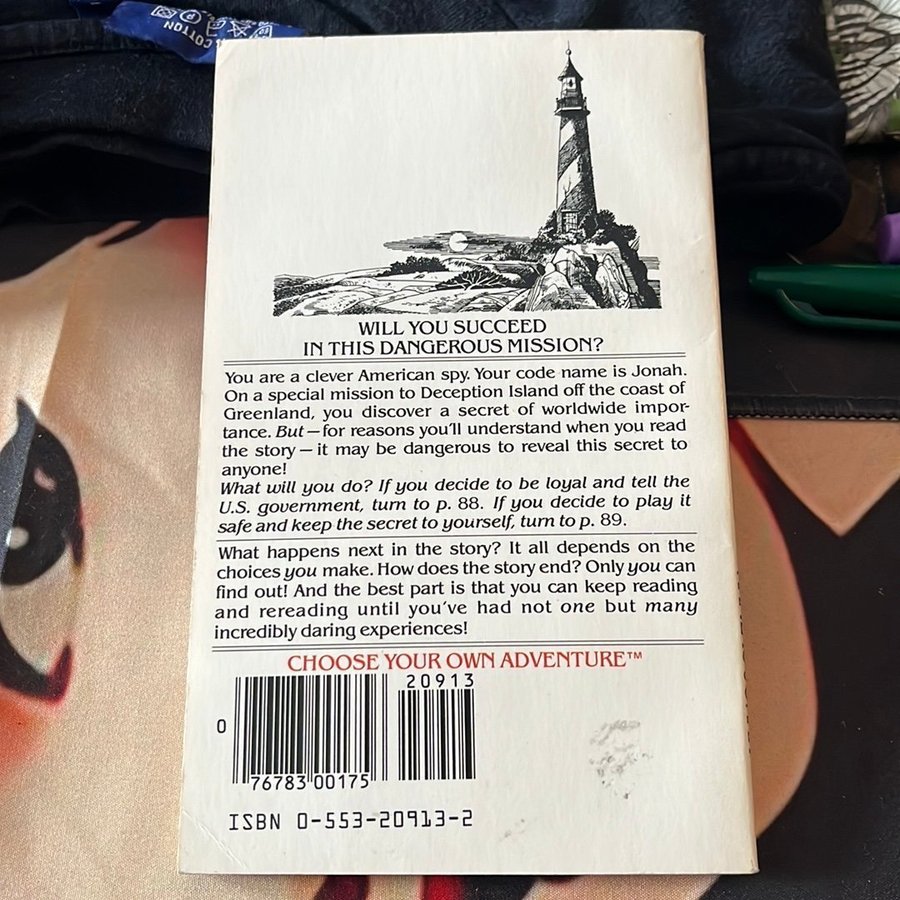 COTTON
WILL YOU SUCCEED
IN THIS DANGEROUS MISSION?
You are a clever American spy. Your code name is Jonah.
On a special mission to Deception Island off the coast of
Greenland, you discover a secret of worldwide impor-
tance. But—for reasons you'll understand when you read
the story—it may be dangerous to reveal this secret to
anyone!
What will you do? If you decide to be loyal and tell the
U.S. government, turn to p. 88. If you decide to play it
safe and keep the secret to yourself, turn to p. 89.
What happens next in the story? It all depends on the
choices you make. How does the story end? Only you can
find out! And the best part is that you can keep reading
and rereading until you've had not one but many
incredibly daring experiences!
CHOOSE YOUR OWN ADVENTURE™
20913
0
76783 00175
ISBN 0-553-20913-2